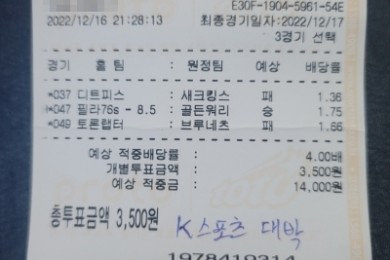 E30F-1904-5961-54E
2022/12/16 21:28:13 최종경기일자:2022/12/17
3경기 선택
경기 홈 팀 : 원정팀 예상 배당률
*037 디트피스 : 새크킹스 패 1.36
*047 필라76s - 8.5 : 골든워리 승 1.75
*049 토론랩터 : 브루네츠 패 1.66
예상 적중배당률 : 4.00배
개별투표금액 : 3,500원
예상 적중금 : 14,000원
총투표금액 3,500원 K스포츠 대박